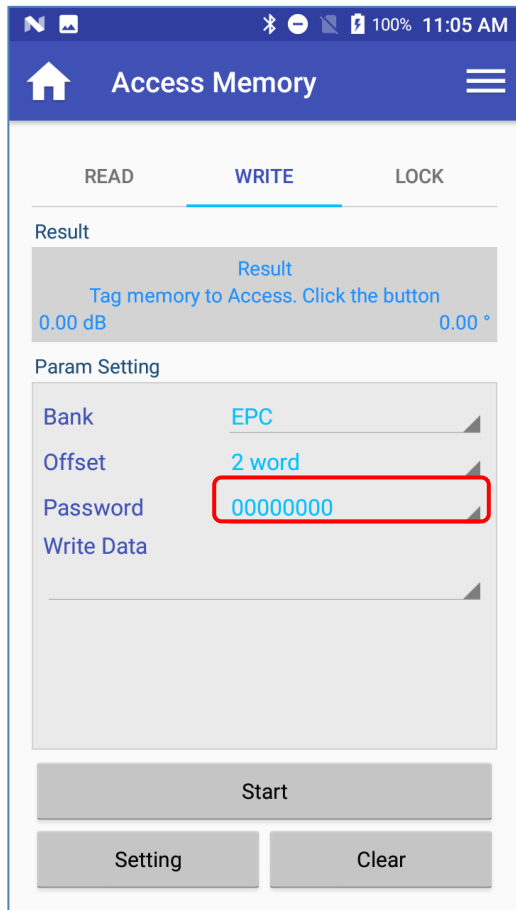 100% 11:05 AM
Access Memory
READ WRITE LOCK
Result
Result
Tag memory to Access. Click the button
0.00 dB 0.00 °
Param Setting
Bank EPC
Offset 2 word
Password 00000000
Write Data
Start
Setting Clear